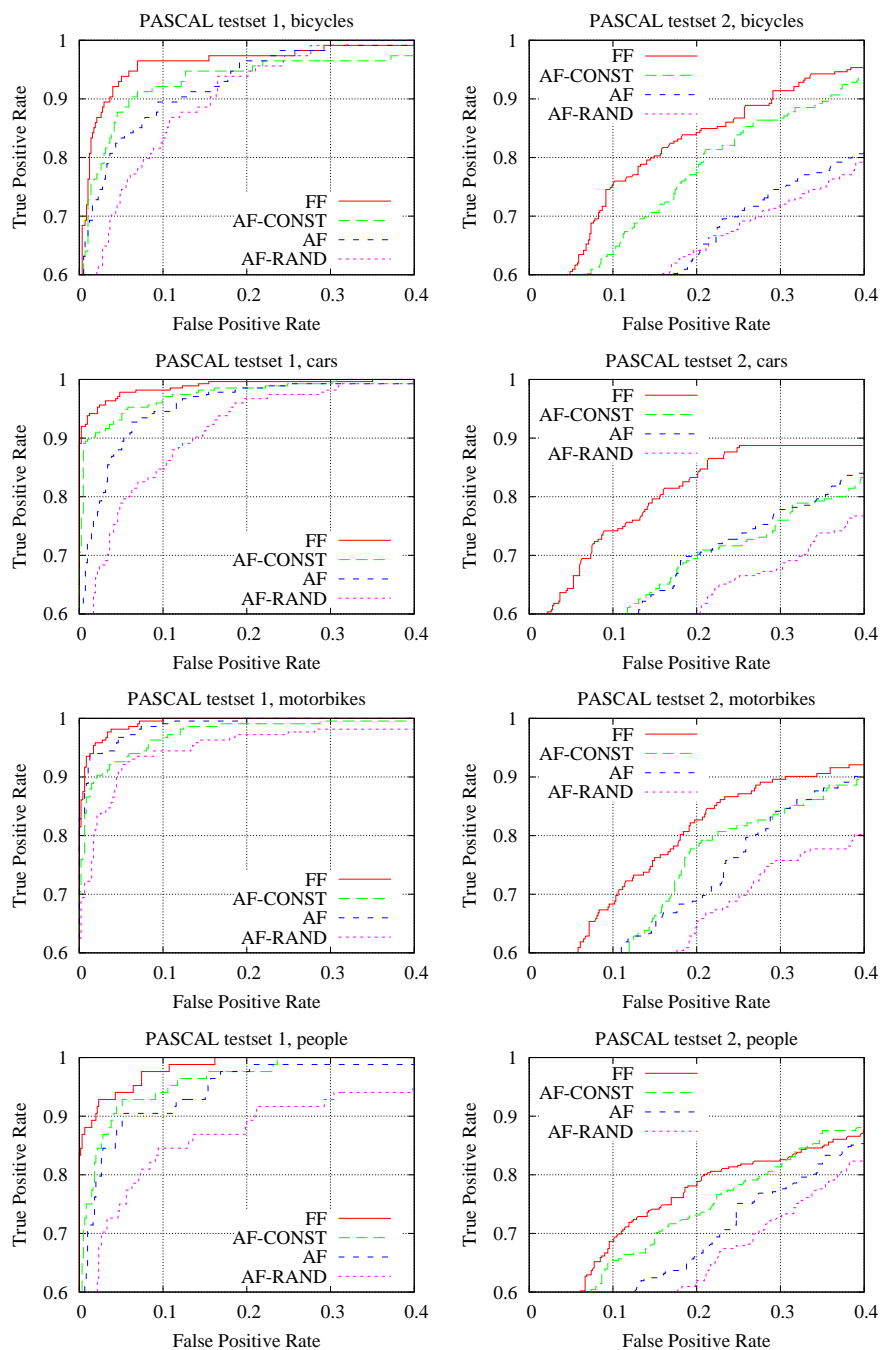 PASCAL testset 1, bicycles
True Positive Rate
1
0.9
0.8
0.7
0.6
FF
AF-CONST
AF
AF-RAND
0 0.1 0.2 0.3 0.4
False Positive Rate
PASCAL testset 2, bicycles
True Positive Rate
1
0.9
0.8
0.7
0.6
FF
AF-CONST
AF
AF-RAND
0 0.1 0.2 0.3 0.4
False Positive Rate
PASCAL testset 1, cars
True Positive Rate
1
0.9
0.8
0.7
0.6
FF
AF-CONST
AF
AF-RAND
0 0.1 0.2 0.3 0.4
False Positive Rate
PASCAL testset 2, cars
True Positive Rate
1
0.9
0.8
0.7
0.6
FF
AF-CONST
AF
AF-RAND
0 0.1 0.2 0.3 0.4
False Positive Rate
PASCAL testset 1, motorbikes
True Positive Rate
1
0.9
0.8
0.7
0.6
FF
AF-CONST
AF
AF-RAND
0 0.1 0.2 0.3 0.4
False Positive Rate
PASCAL testset 2, motorbikes
True Positive Rate
1
0.9
0.8
0.7
0.6
FF
AF-CONST
AF
AF-RAND
0 0.1 0.2 0.3 0.4
False Positive Rate
PASCAL testset 1, people
True Positive Rate
1
0.9
0.8
0.7
0.6
FF
AF-CONST
AF
AF-RAND
0 0.1 0.2 0.3 0.4
False Positive Rate
PASCAL testset 2, people
True Positive Rate
1
0.9
0.8
0.7
0.6
FF
AF-CONST
AF
AF-RAND
0 0.1 0.2 0.3 0.4
False Positive Rate